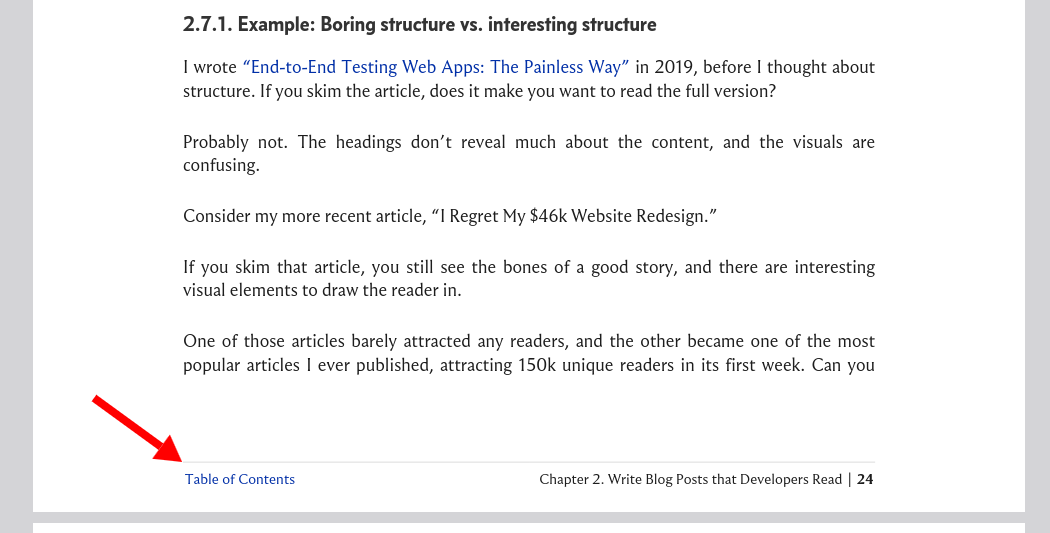 2.7.1. Example: Boring structure vs. interesting structure
I wrote “End-to-End Testing Web Apps: The Painless Way” in 2019, before I thought about
structure. If you skim the article, does it make you want to read the full version?
Probably not. The headings don’t reveal much about the content, and the visuals are
confusing.
Consider my more recent article, “I Regret My $46k Website Redesign.”
If you skim that article, you still see the bones of a good story, and there are interesting
visual elements to draw the reader in.
One of those articles barely attracted any readers, and the other became one of the most
popular articles I ever published, attracting 150k unique readers in its first week. Can you
Table of Contents
Chapter 2. Write Blog Posts that Developers Read | 24